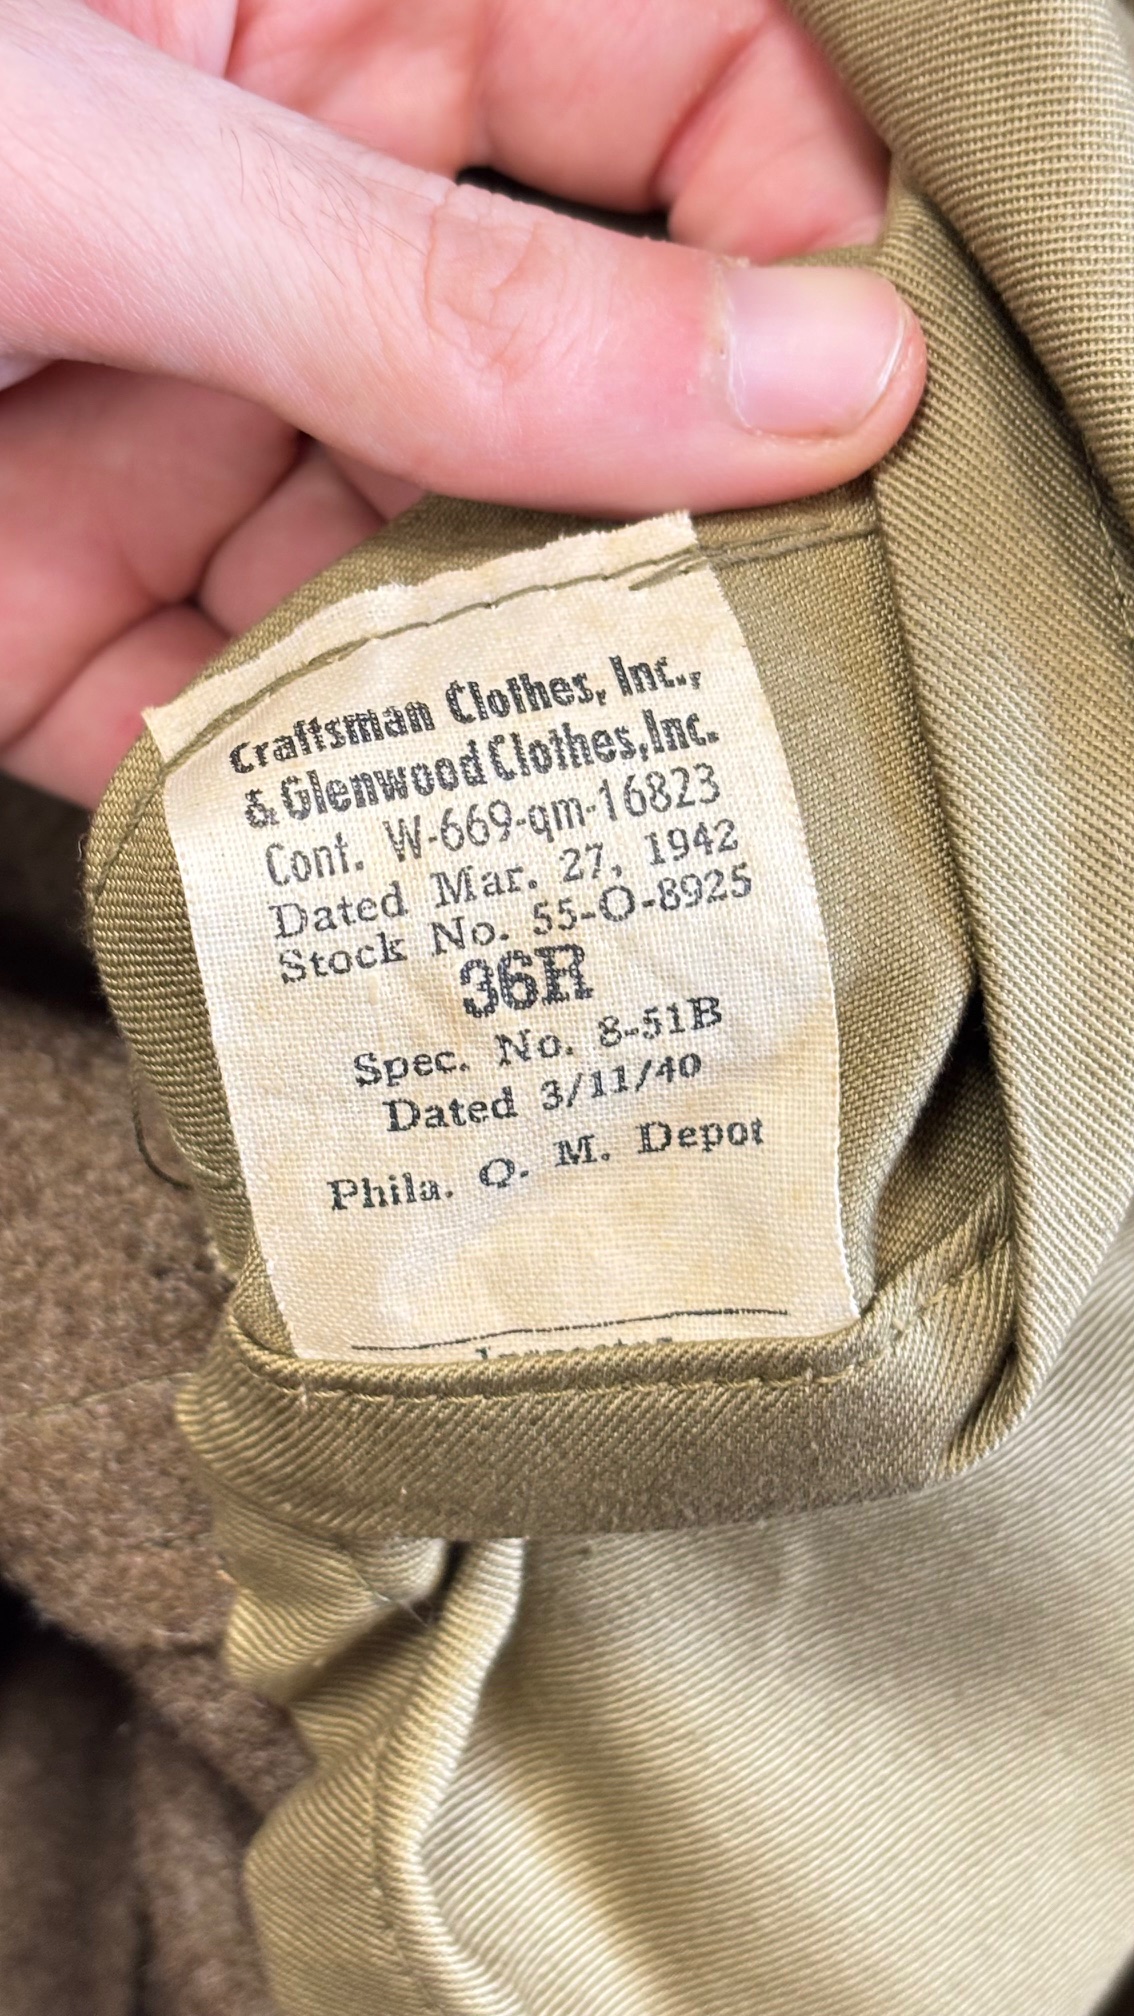 Craftsman Clothes, Inc.,
& Glenwood Clothes, Inc.
Cont. W-669-qm-16823
Dated Mar. 27, 1942
Stock No. 55-O-8925
36R
Spec. No. 8-51B
Dated 3/11/40
Phila. Q. M. Depot